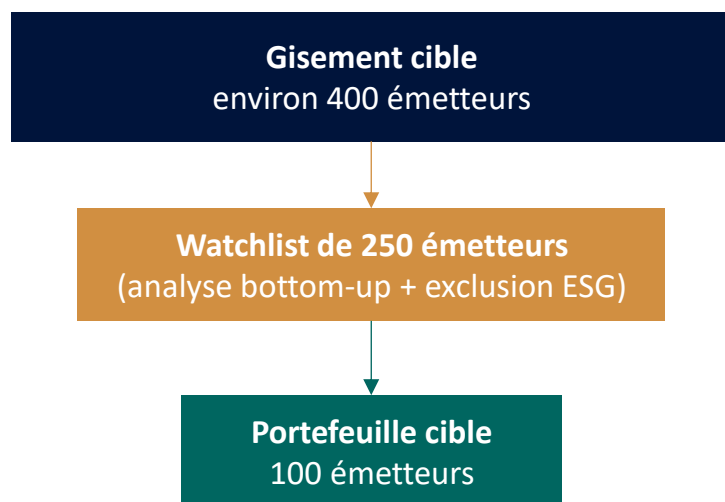 Gisement cible
environ 400 émetteurs
Watchlist de 250 émetteurs
(analyse bottom-up + exclusion ESG)
Portefeuille cible
100 émetteurs